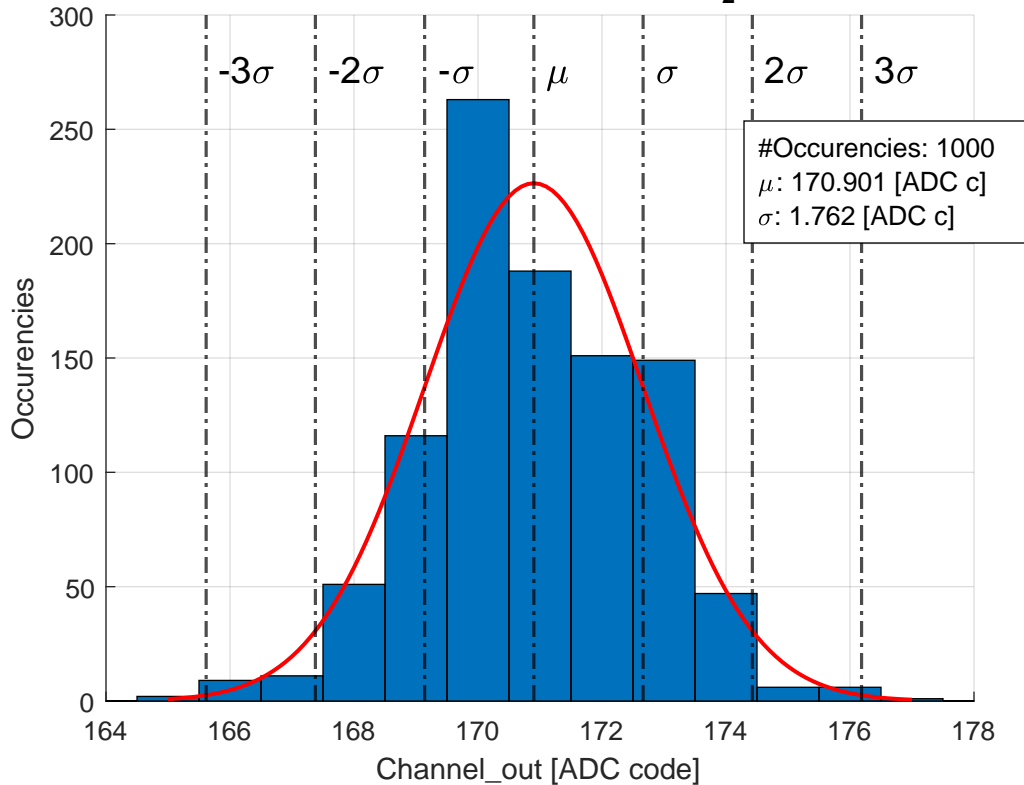 300
-3σ
-2σ
-σ
μ
σ
2σ
3σ
250
#Occurencies: 1000
μ: 170.901 [ADC c]
σ: 1.762 [ADC c]
200
Occurencies
150
100
50
0
164
166
168
170
172
174
176
178
Channel_out [ADC code]